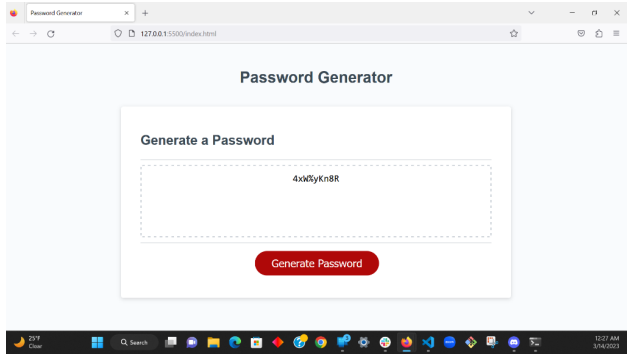 Password Generator
127.0.0.1:5500/index.html
Password Generator
Generate a Password
4xW%yKn8R
Generate Password
25°F
Clear
Search
12:27 AM
3/14/2023